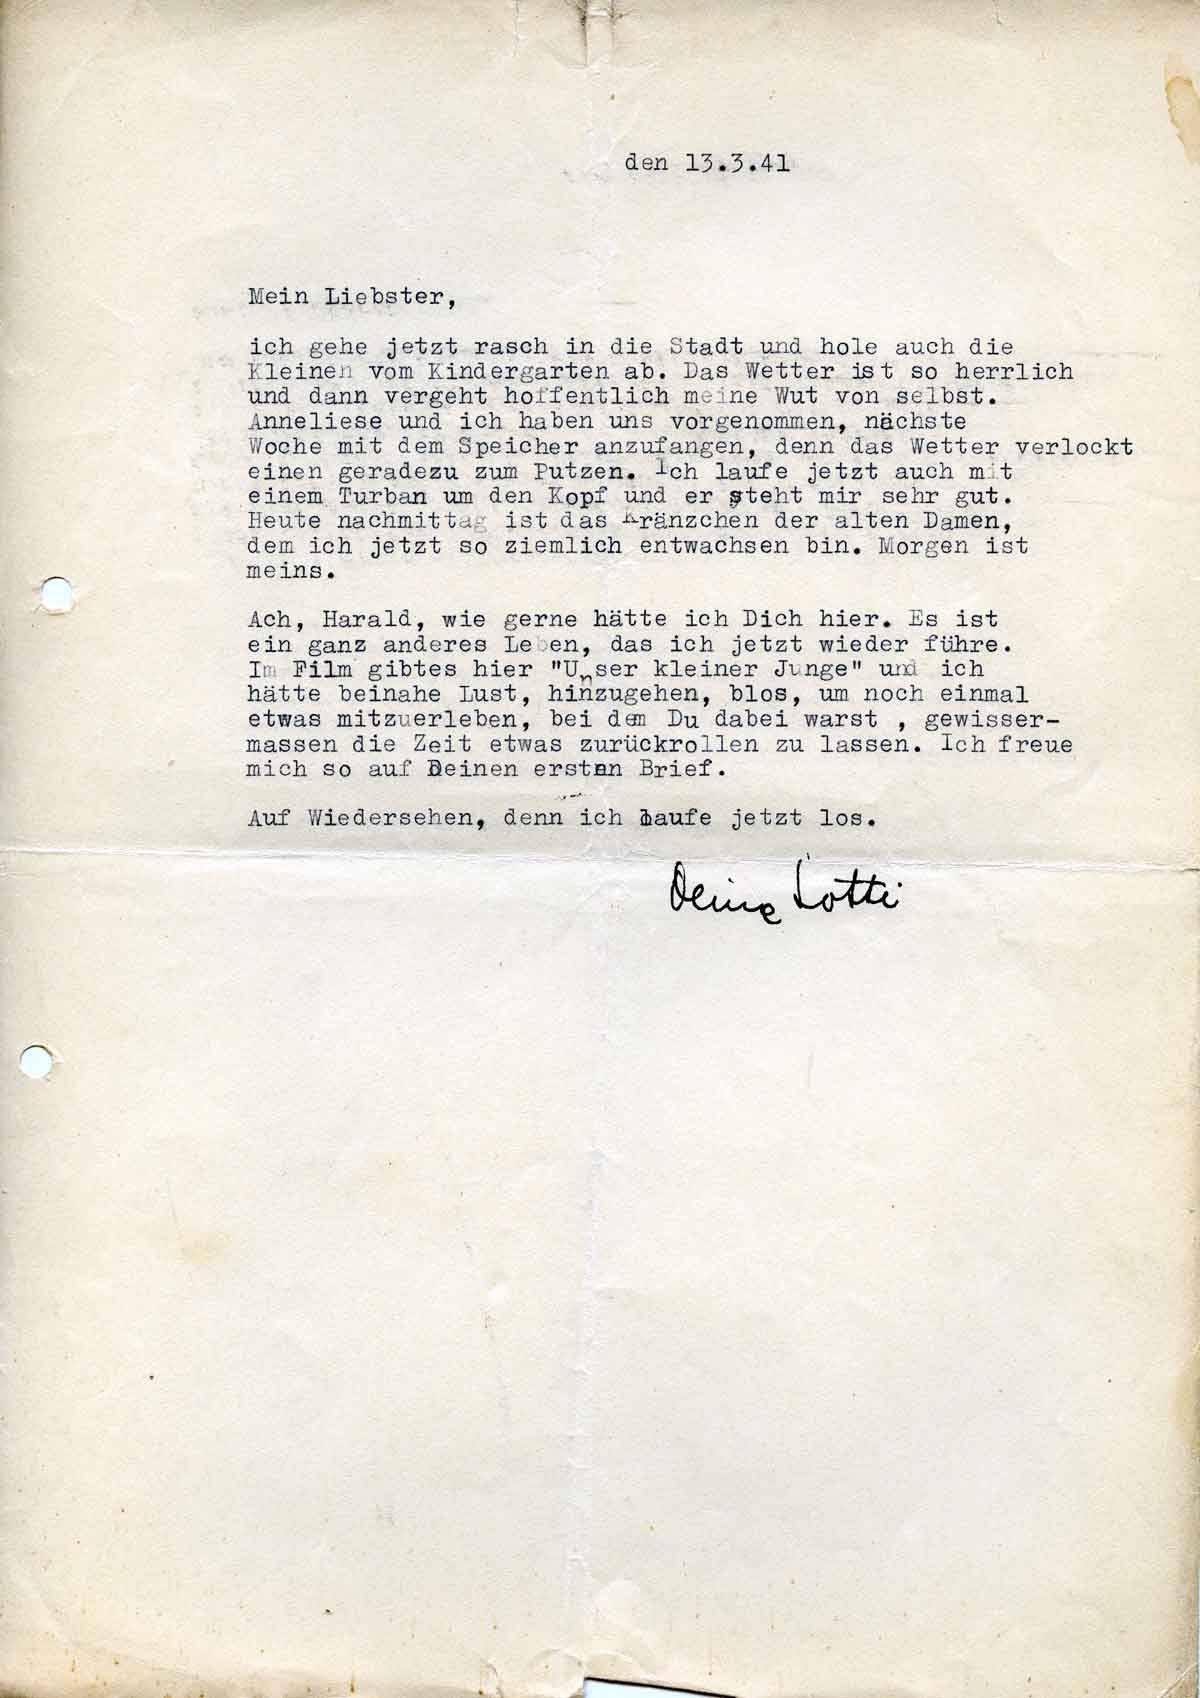 den 13.3.41
Mein Liebster,
ich gehe jetzt rasch in die Stadt und hole auch die
Kleinen vom Kindergarten ab. Das Wetter ist so herrlich
und dann vergeht hoffentlich meine Wut von selbst.
Anneliese und ich haben uns vorgenommen, nächste
Woche mit dem Speicher anzufangen, denn das Wetter verlockt
einen geradezu zum Putzen. Ich laufe jetzt auch mit
einem Turban um den Kopf und er steht mir sehr gut.
Heute nachmittag ist das Kränzchen der alten Damen,
dem ich jetzt so ziemlich entwachsen bin. Morgen ist
meins.
Ach, Harald, wie gerne hätte ich Dich hier. Es ist
ein ganz anderes Leben, das ich jetzt wieder führe.
Im Film gibtes hier "Unser kleiner Junge" und ich
hätte beinahe Lust, hinzugehen, blos, um noch einmal
etwas mitzuerleben, bei dem Du dabei warst , gewisser-
massen die Zeit etwas zurückrollen zu lassen. Ich freue
mich so auf Deinen ersten Brief.
Auf Wiedersehen, denn ich laufe jetzt los.
Deine Lotti